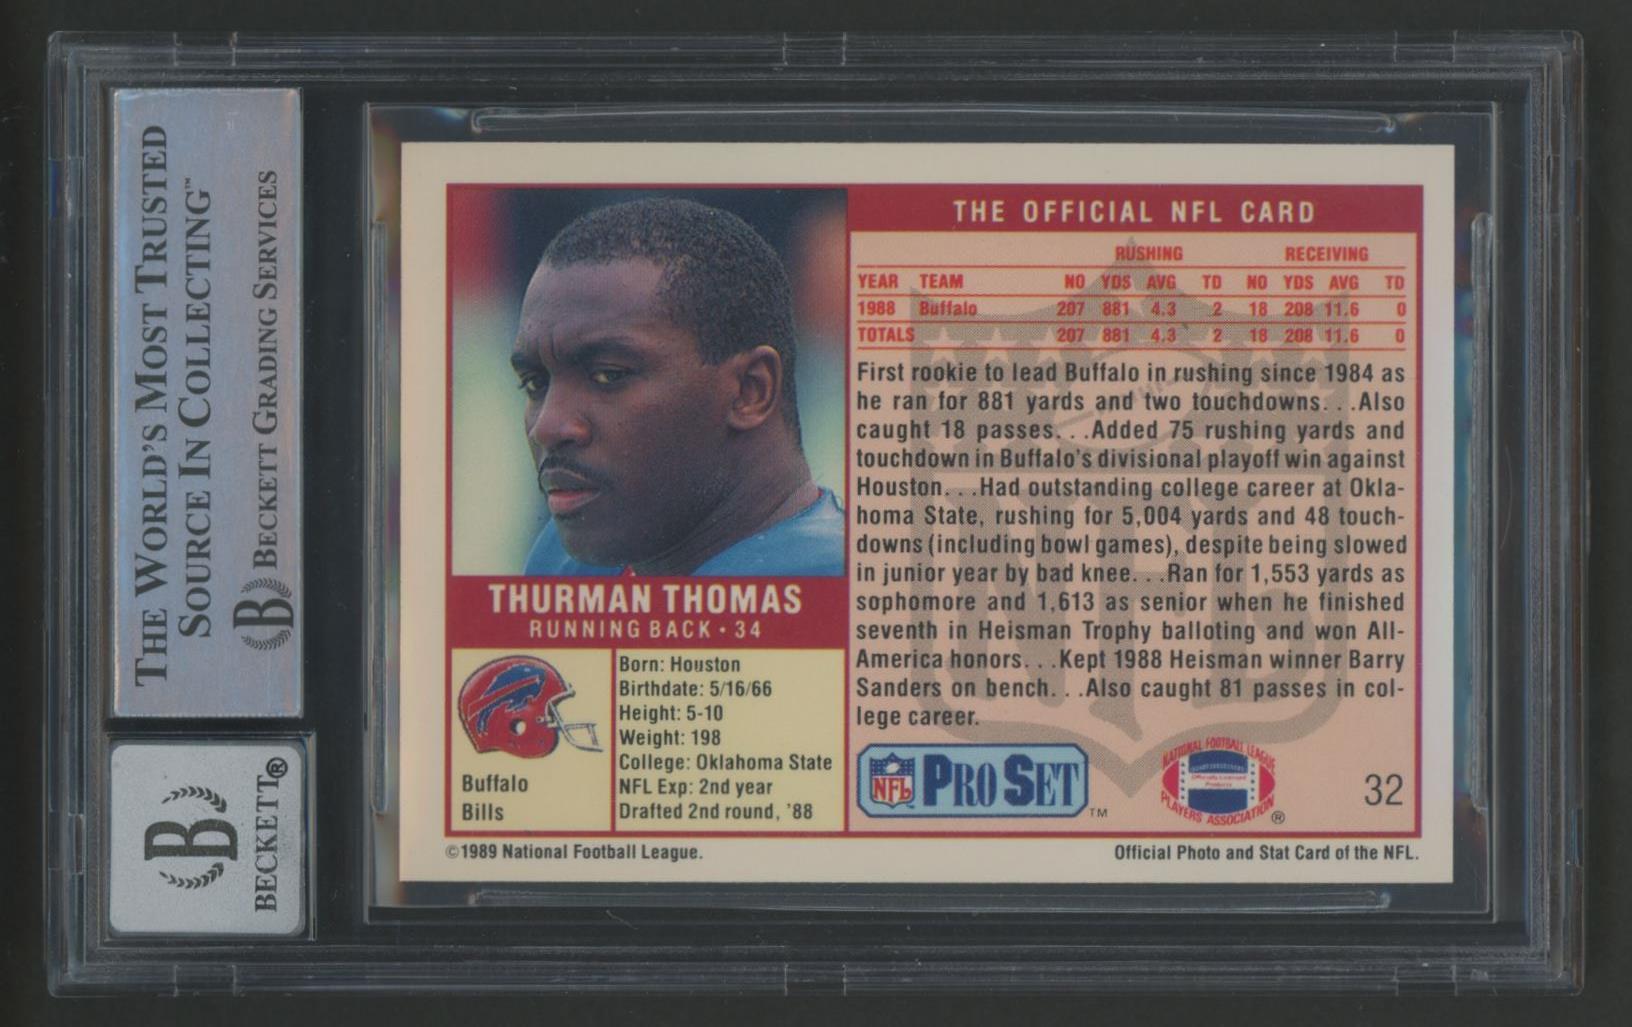 THE WORLD'S MOST TRUSTED
SOURCE IN COLLECTING™
B BECKETT GRADING SERVICES
B
BECKETT®
THURMAN THOMAS
RUNNING BACK • 34
Buffalo
Bills
Born: Houston
Birthdate: 5/16/66
Height: 5-10
Weight: 198
College: Oklahoma State
NFL Exp: 2nd year
Drafted 2nd round, '88
THE OFFICIAL NFL CARD
RUSHING RECEIVING
YEAR TEAM NO YDS AVG TD NO YDS AVG TD
1988 Buffalo 207 881 4.3 2 18 208 11.6 0
TOTALS 207 881 4.3 2 18 208 11.6 0
First rookie to lead Buffalo in rushing since 1984 as
he ran for 881 yards and two touchdowns. . .Also
caught 18 passes. . .Added 75 rushing yards and
touchdown in Buffalo's divisional playoff win against
Houston. . .Had outstanding college career at Okla-
homa State, rushing for 5,004 yards and 48 touch-
downs (including bowl games), despite being slowed
in junior year by bad knee. . .Ran for 1,553 yards as
sophomore and 1,613 as senior when he finished
seventh in Heisman Trophy balloting and won All-
America honors. . .Kept 1988 Heisman winner Barry
Sanders on bench. . .Also caught 81 passes in col-
lege career.
NFL PRO SET™
NATIONAL FOOTBALL LEAGUE
Officially Licensed
Products
PLAYERS ASSOCIATION®
32
©1989 National Football League.
Official Photo and Stat Card of the NFL.